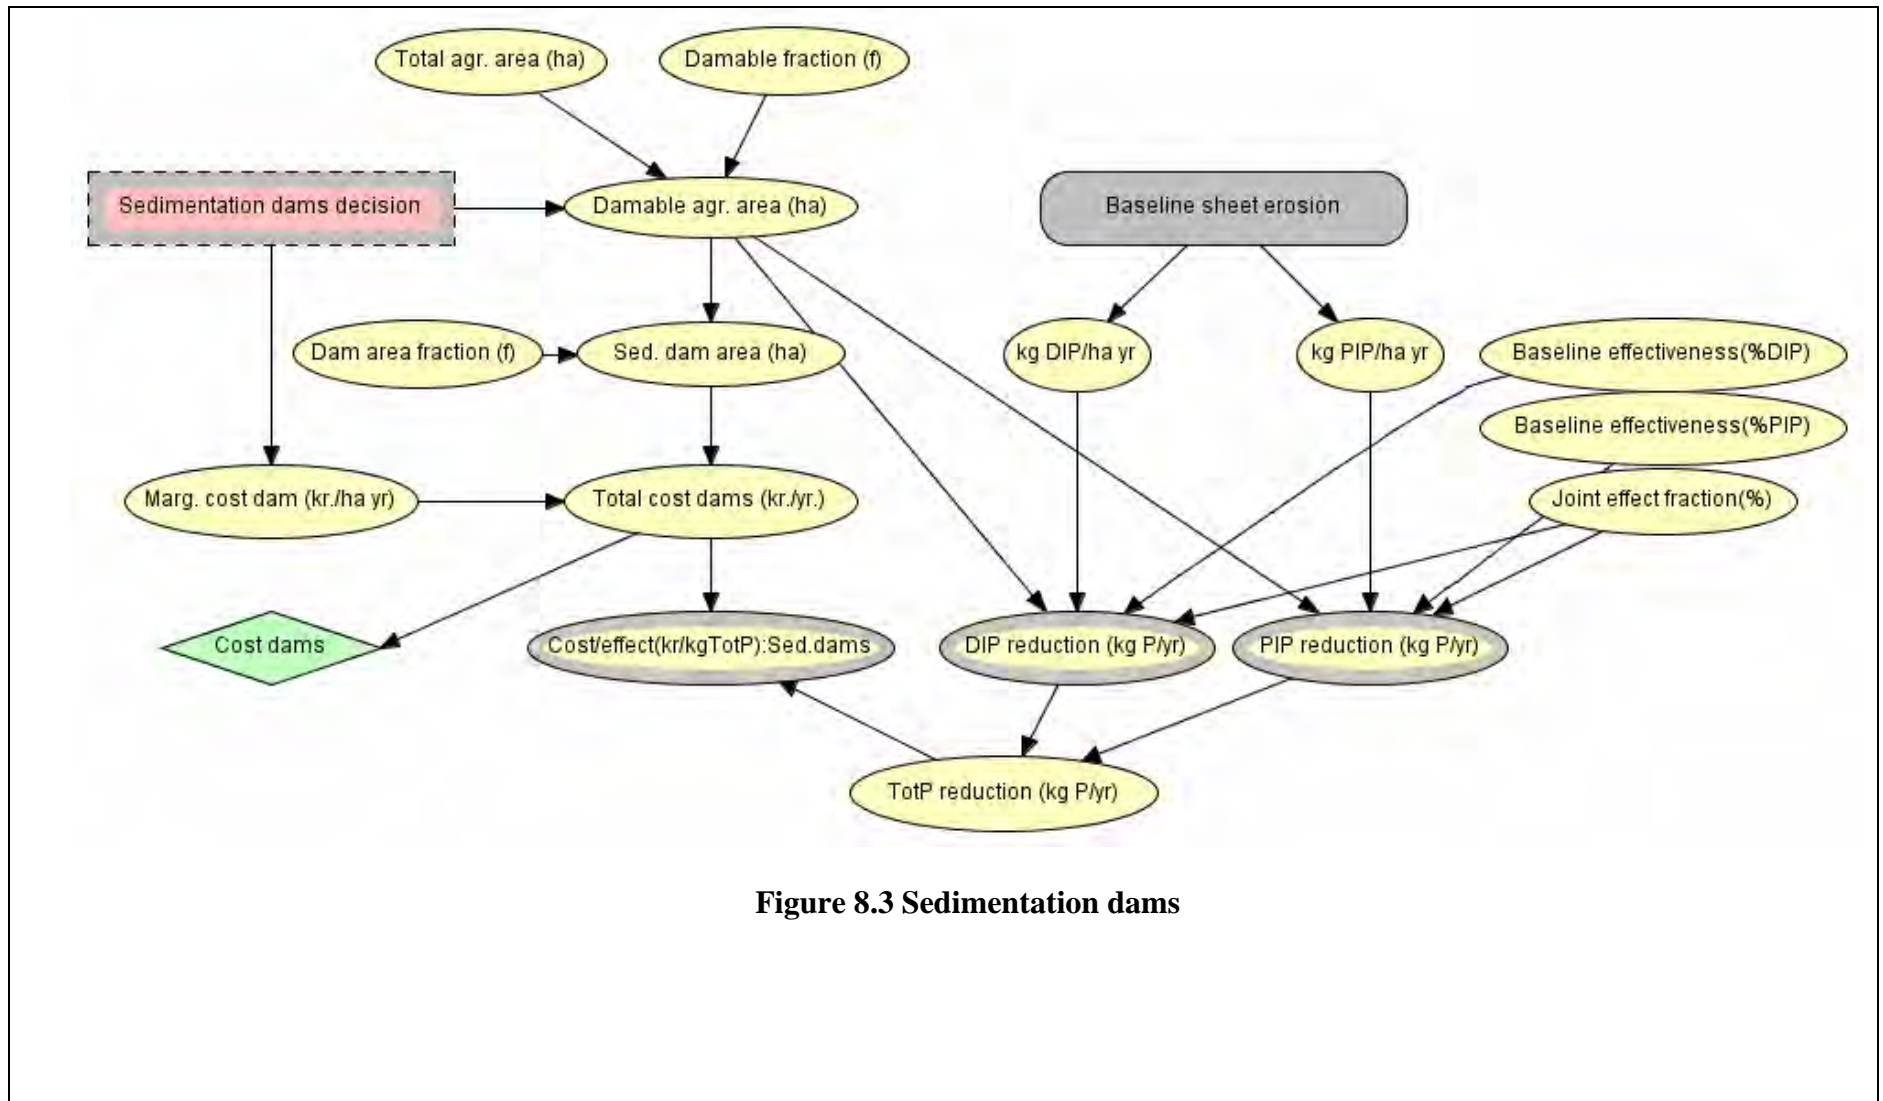 Total agr. area (ha)
Damable fraction (f)
Sedimentation dams decision
Damable agr. area (ha)
Baseline sheet erosion
Dam area fraction (f)
Sed. dam area (ha)
kg DIP/ha yr
kg PIP/ha yr
Baseline effectiveness(%DIP)
Baseline effectiveness(%PIP)
Marg. cost dam (kr./ha yr)
Total cost dams (kr./yr.)
Joint effect fraction(%)
Cost dams
Cost/effect(kr/kgTotP):Sed.dams
DIP reduction (kg P/yr)
PIP reduction (kg P/yr)
TotP reduction (kg P/yr)
Figure 8.3 Sedimentation dams